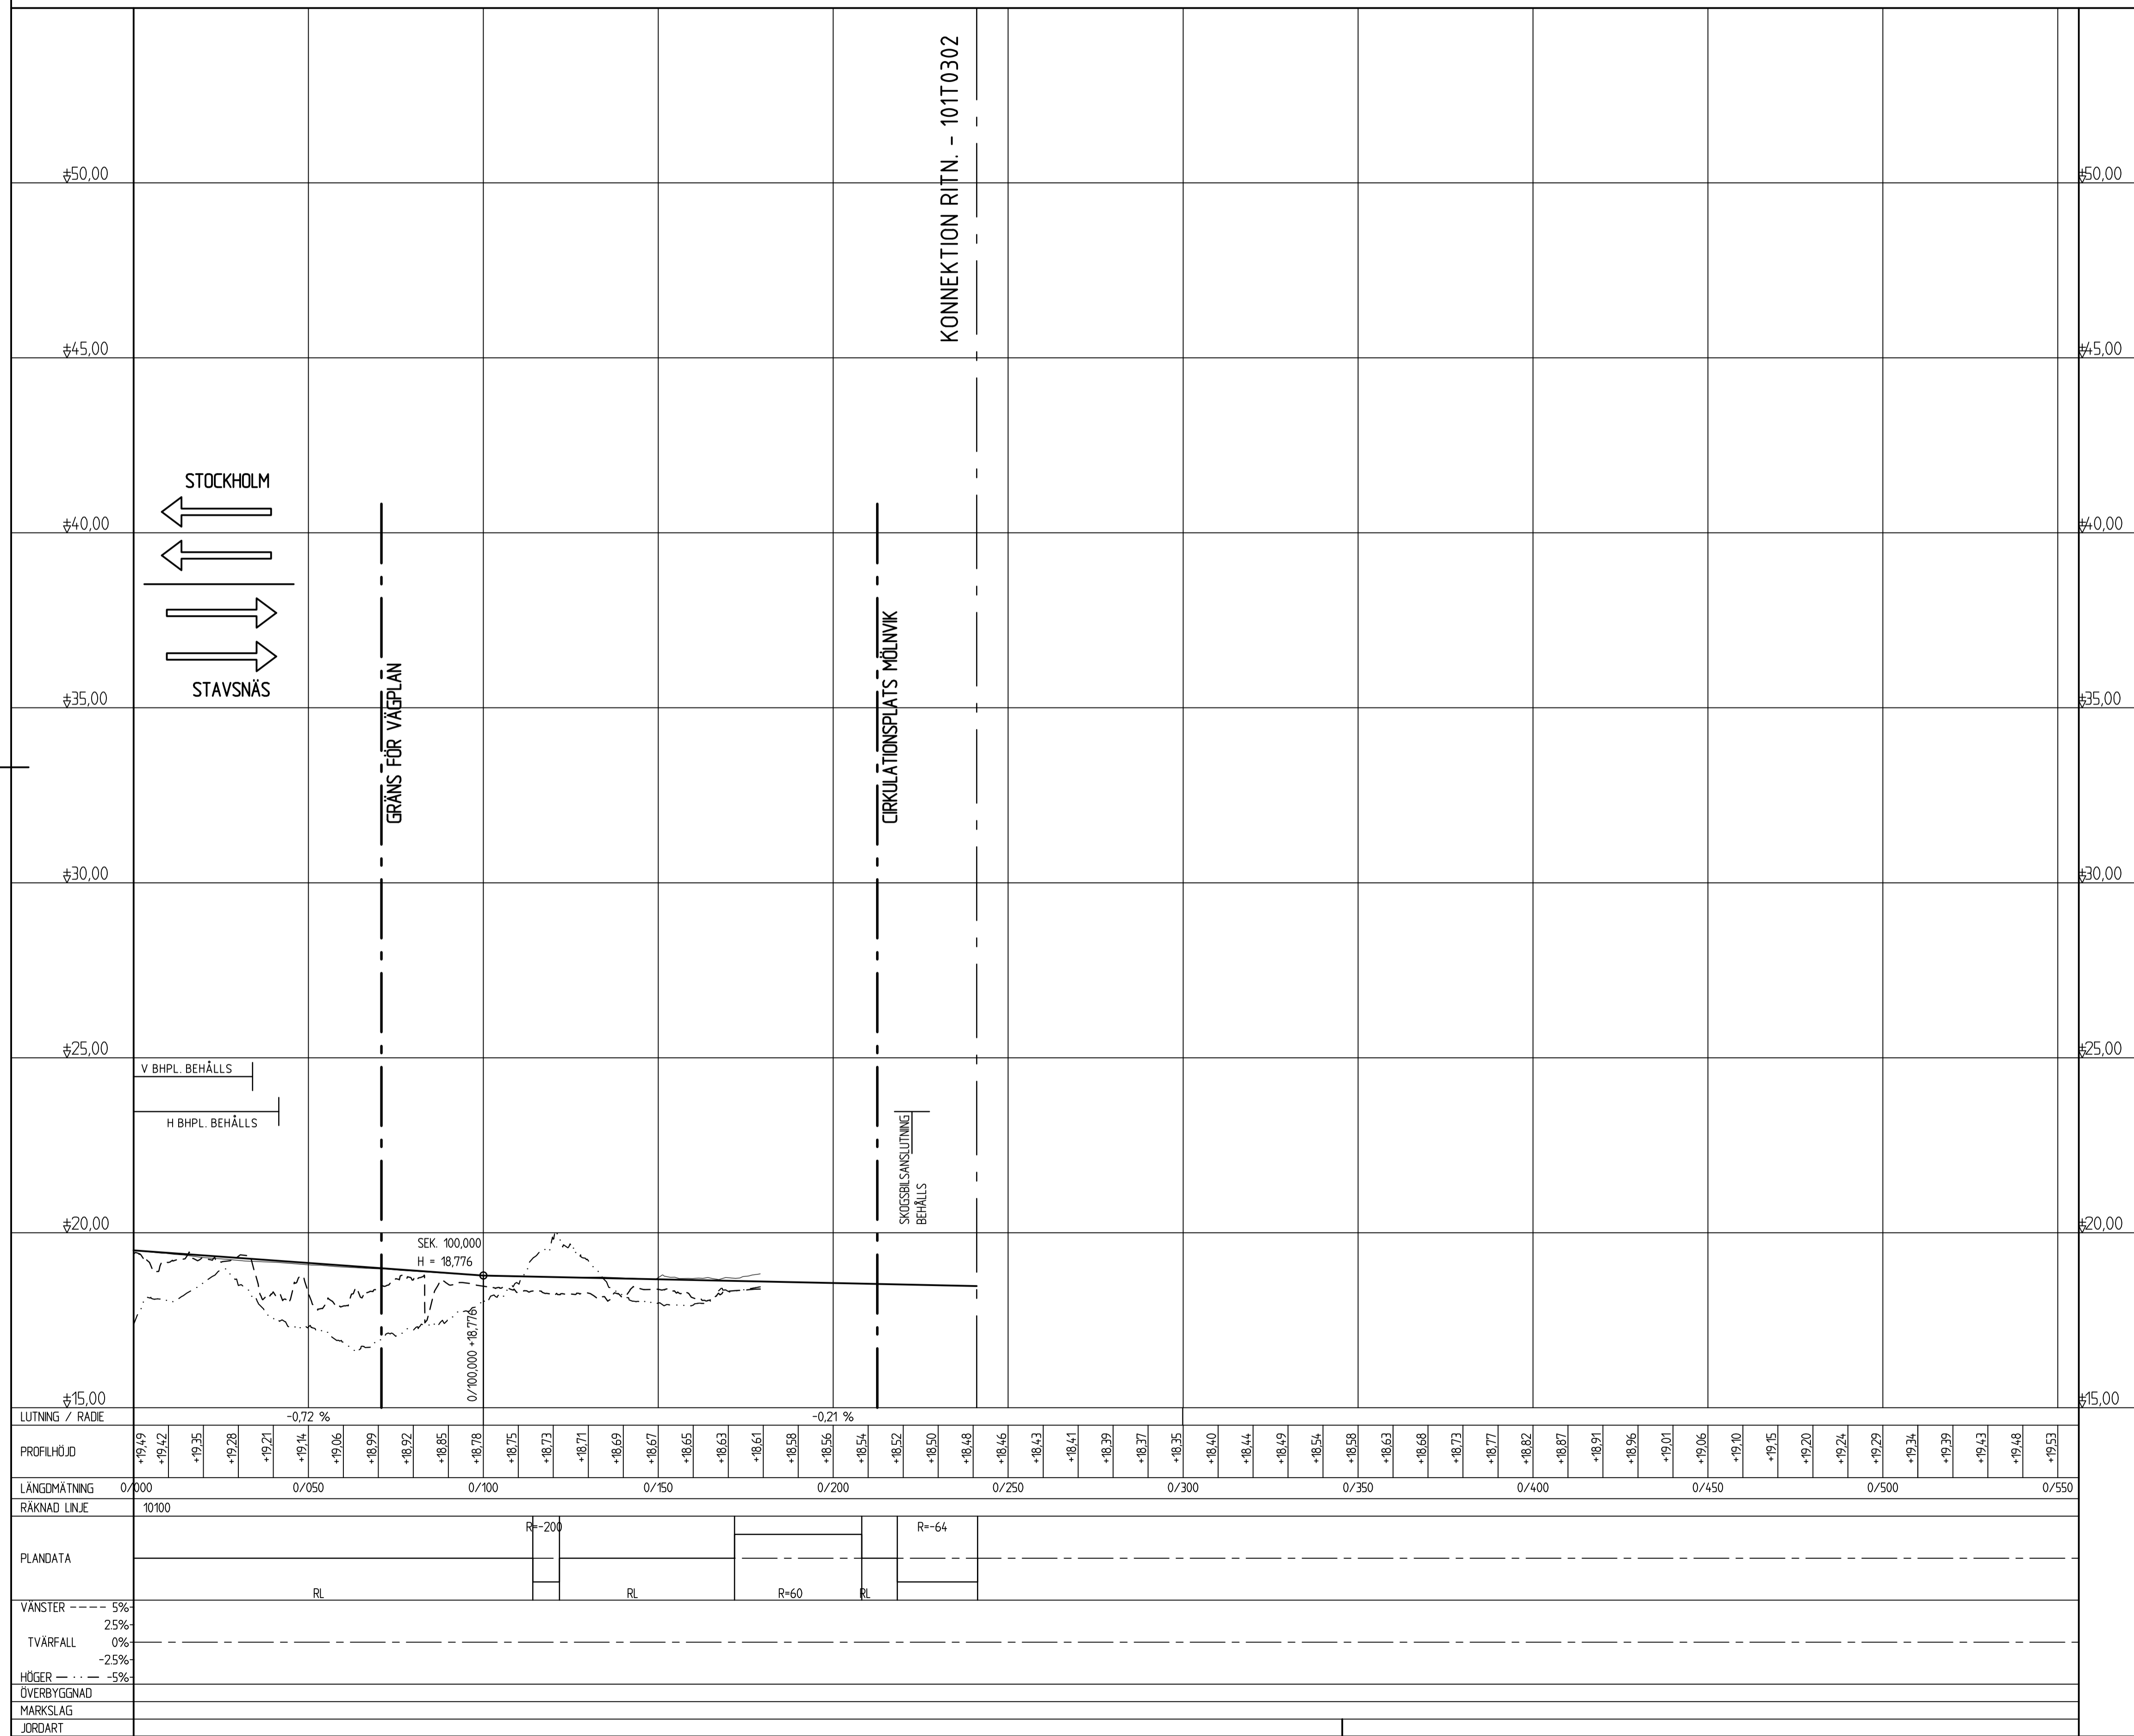 KONNEKTION RITN. - 101T0302
+50,00
+50,00
+45,00
+45,00
STOCKHOLM
+40,00
+40,00
STAVSNÄS
GRÄNS FÖR VÄGPLAN
CIRKULATIONSPLATS MÖLNVIK
+35,00
+35,00
+30,00
+30,00
+25,00
+25,00
V BHPL. BEHÅLLS
H BHPL. BEHÅLLS
SKOGSBILSANSLUTNING
BEHÅLLS
+20,00
+20,00
SEK. 100,000
H = 18,776
0/100,000 +18,776
+15,00
+15,00
LUTNING / RADIE -0,72 % -0,21 %
PROFILHÖJD +19,49 +19,42 +19,35 +19,28 +19,21 +19,14 +19,06 +18,99 +18,92 +18,85 +18,78 +18,75 +18,73 +18,71 +18,69 +18,67 +18,65 +18,63 +18,61 +18,58 +18,56 +18,54 +18,52 +18,50 +18,48 +18,46 +18,43 +18,41 +18,39 +18,37 +18,35 +18,40 +18,44 +18,49 +18,54 +18,58 +18,63 +18,68 +18,73 +18,77 +18,82 +18,87 +18,91 +18,96 +19,01 +19,06 +19,10 +19,15 +19,20 +19,24 +19,29 +19,34 +19,39 +19,43 +19,48 +19,53
LÄNGDMÄTNING 0/000 0/050 0/100 0/150 0/200 0/250 0/300 0/350 0/400 0/450 0/500 0/550
RÄKNAD LINJE 10100
R=-200 R=-64
PLANDATA
RL RL R=60 RL
VÄNSTER ---- 5%
2.5%
TVÄRFALL 0%
-2.5%
HÖGER — ·· — -5%
ÖVERBYGGNAD
MARKSLAG
JORDART